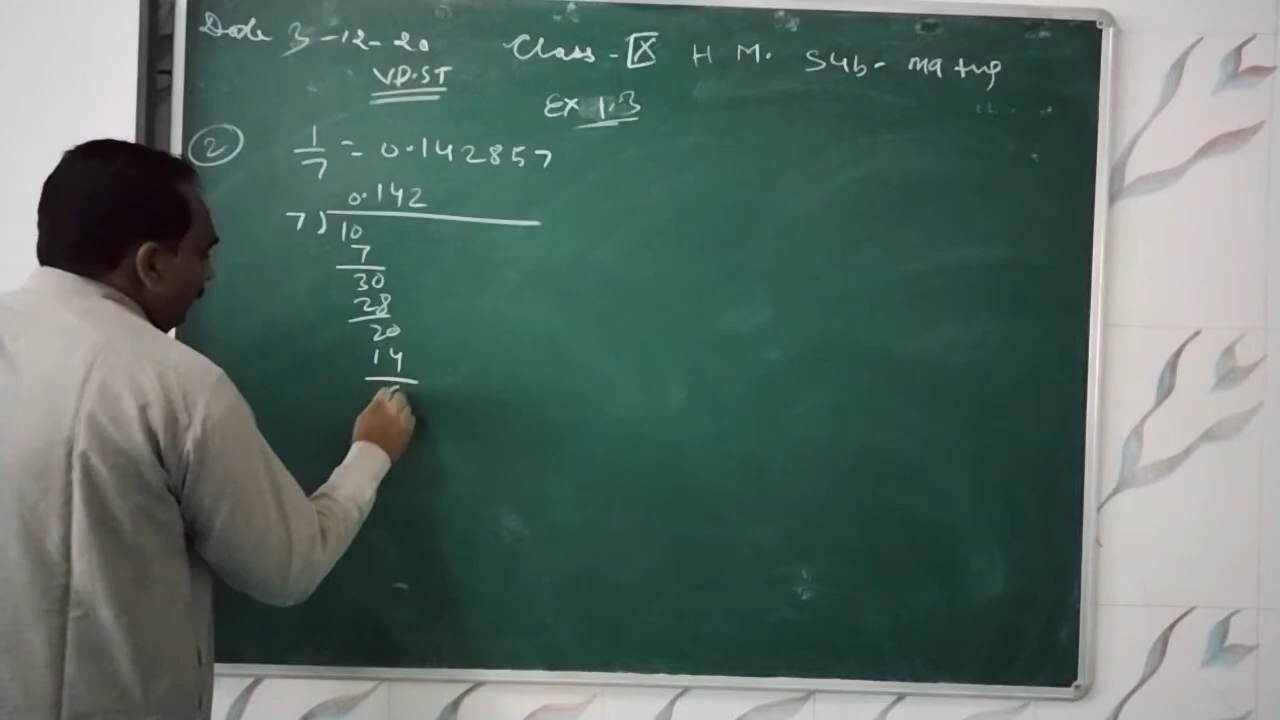 Date 3-12-20 Class - X H M. Sub- maths
VD.ST
Ex 1.3
2 1/7 = 0.142857
0.142
7) 10
7
30
28
20
14
6